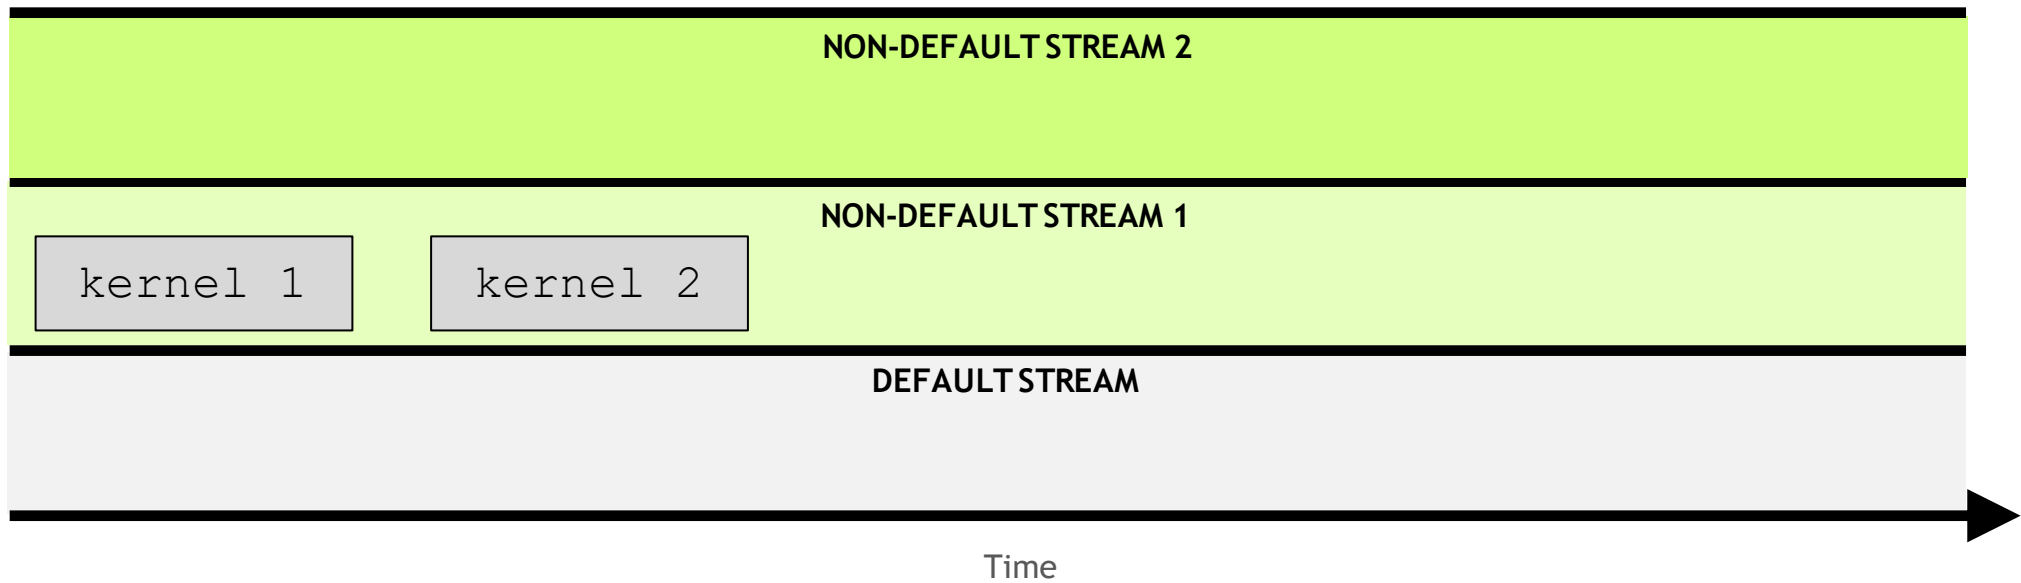 NON-DEFAULT STREAM 2
NON-DEFAULT STREAM 1
kernel 1 kernel 2
DEFAULT STREAM
Time